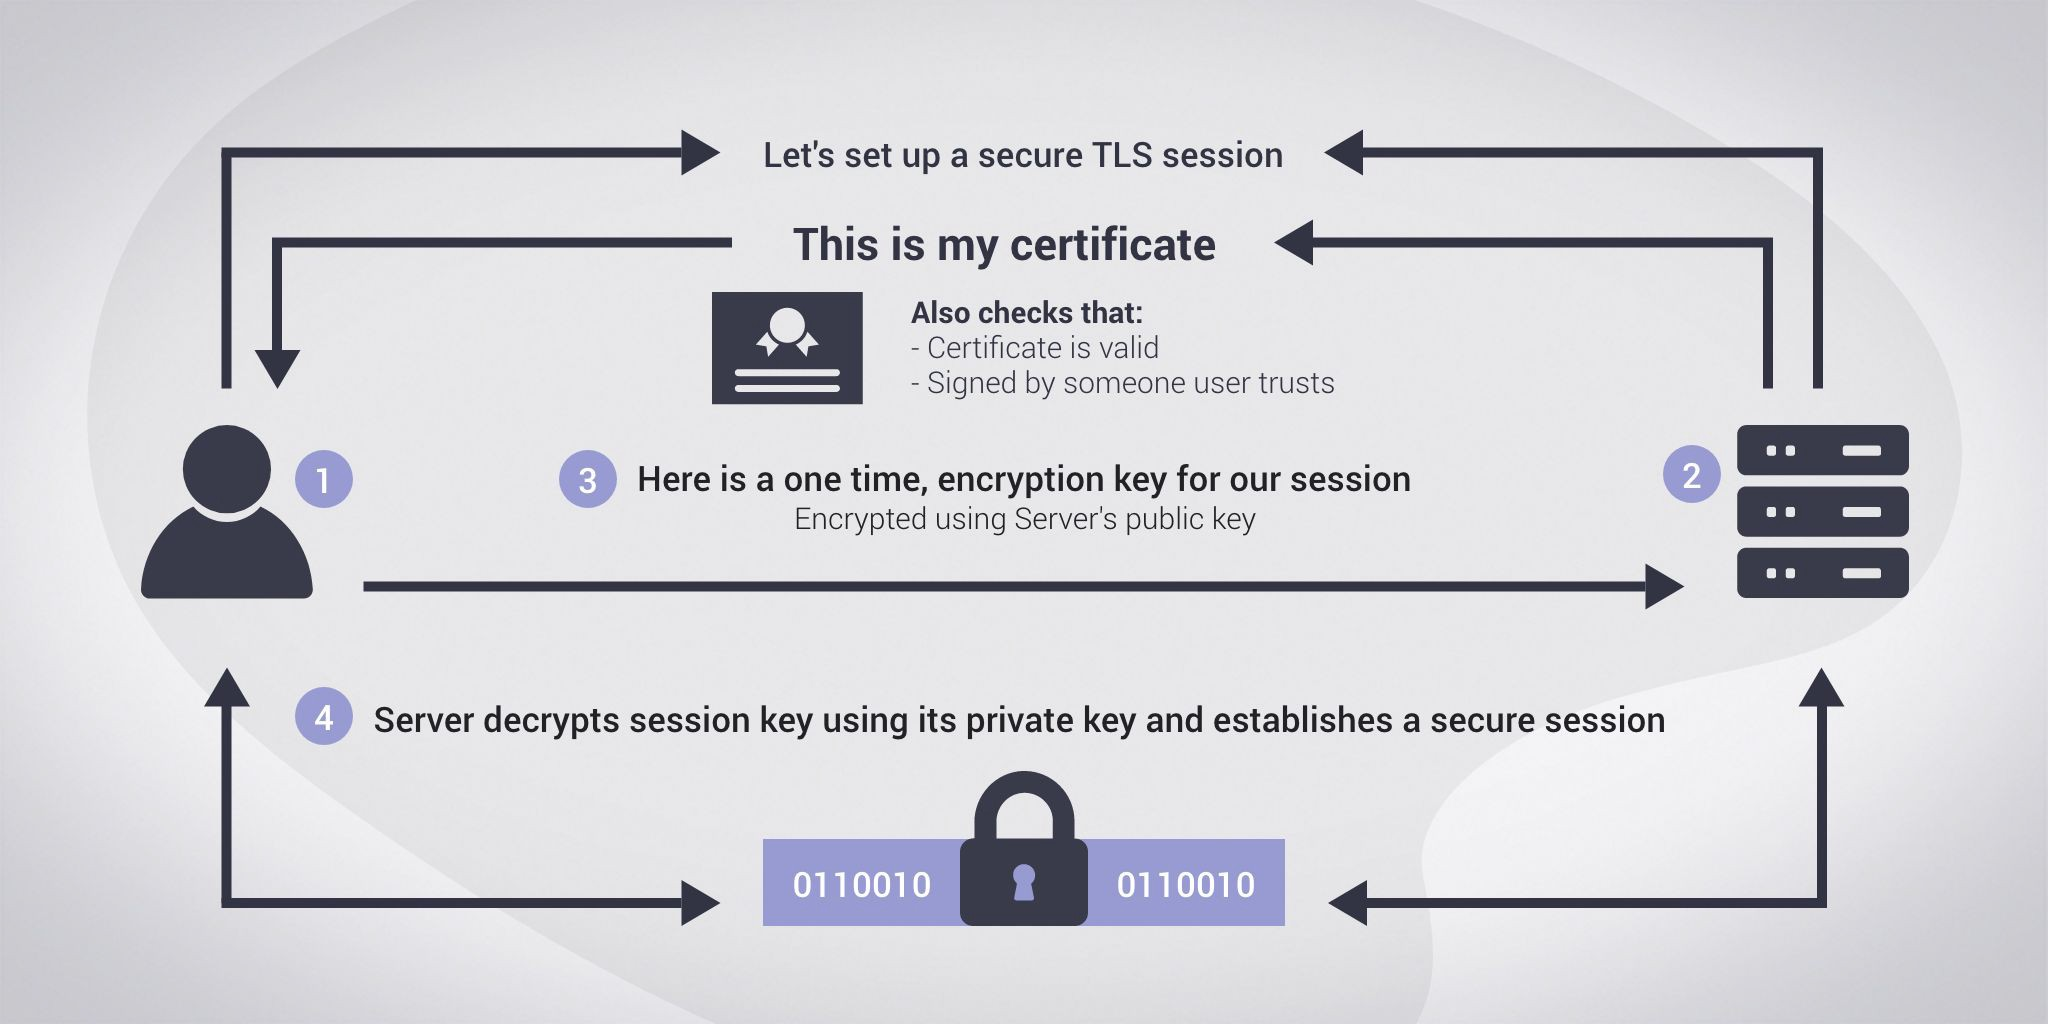 Let's set up a secure TLS session
This is my certificate
Also checks that:
- Certificate is valid
- Signed by someone user trusts
1
3 Here is a one time, encryption key for our session
2
Encrypted using Server's public key
4 Server decrypts session key using its private key and establishes a secure session
0110010 0110010